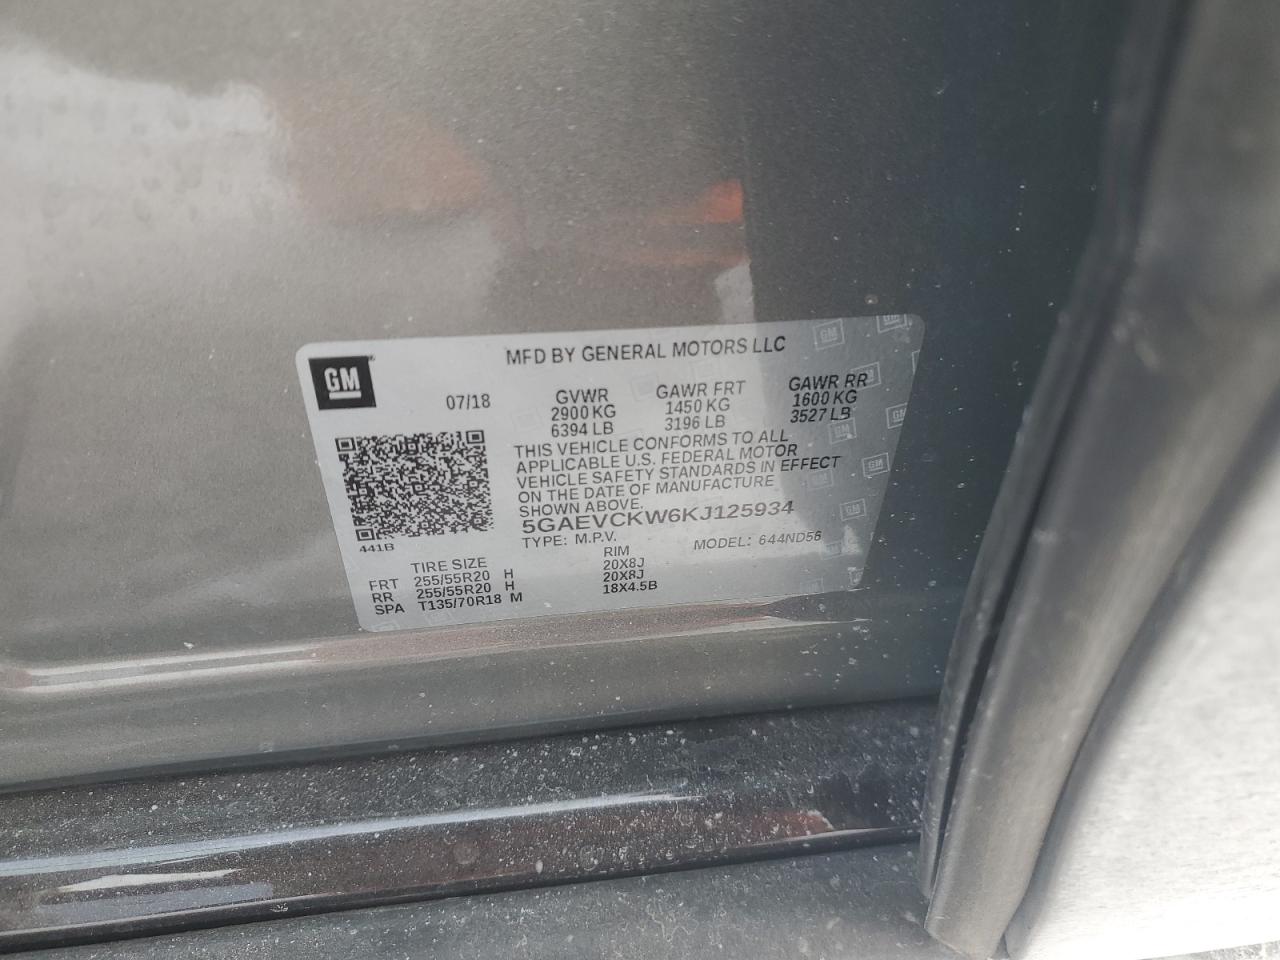 GM
MFD BY GENERAL MOTORS LLC
07/18
GVWR GAWR FRT GAWR RR
2900 KG 1450 KG 1600 KG
6394 LB 3196 LB 3527 LB
THIS VEHICLE CONFORMS TO ALL
APPLICABLE U.S. FEDERAL MOTOR
VEHICLE SAFETY STANDARDS IN EFFECT
ON THE DATE OF MANUFACTURE
SHOWN ABOVE.
5GAEVCKW6KJ125934
TYPE: M.P.V. MODEL: 644ND56
441B
TIRE SIZE RIM
FRT 255/55R20 H 20X8J
RR 255/55R20 H 20X8J
SPA T135/70R18 M 18X4.5B